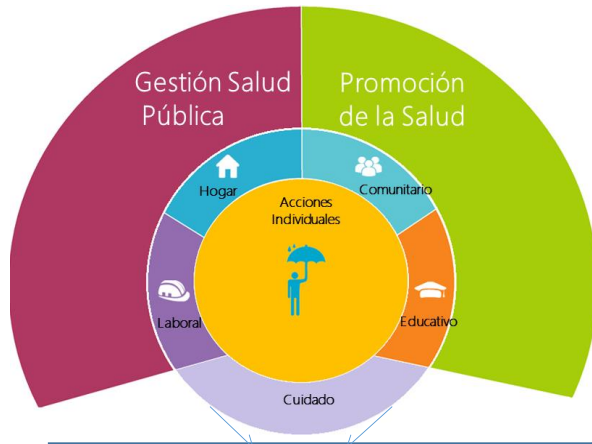 Gestión Salud
Pública
Promoción
de la Salud
Hogar
Comunitario
Acciones
Individuales
Laboral
Educativo
Cuidado